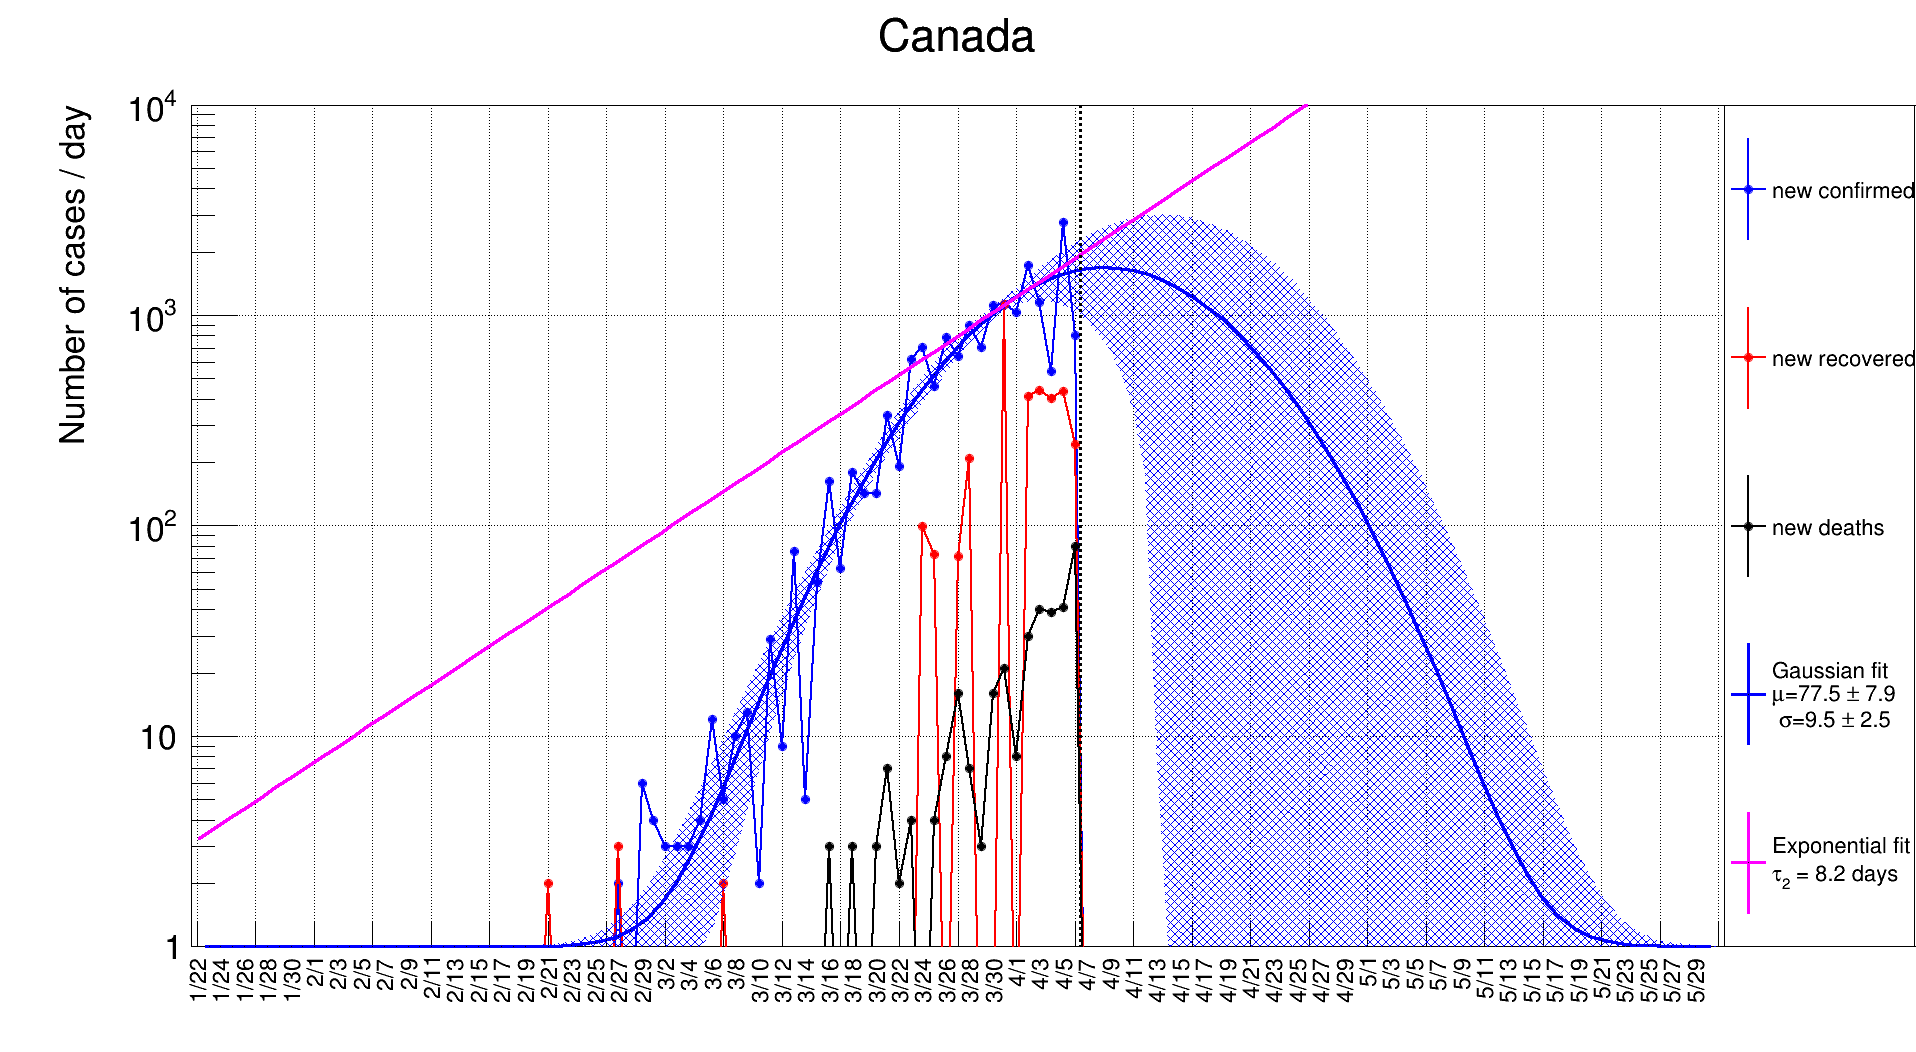 Canada
Number of cases / day
10⁴
10³
10²
10
1
1/22 1/24 1/26 1/28 1/30 2/1 2/3 2/5 2/7 2/9 2/11 2/13 2/15 2/17 2/19 2/21 2/23 2/25 2/27 2/29 3/2 3/4 3/6 3/8 3/10 3/12 3/14 3/16 3/18 3/20 3/22 3/24 3/26 3/28 3/30 4/1 4/3 4/5 4/7 4/9 4/11 4/13 4/15 4/17 4/19 4/21 4/23 4/25 4/27 4/29 5/1 5/3 5/5 5/7 5/9 5/11 5/13 5/15 5/17 5/19 5/21 5/23 5/25 5/27 5/29
new confirmed
new recovered
new deaths
Gaussian fit
μ=77.5 ± 7.9
σ=9.5 ± 2.5
Exponential fit
τ₂ = 8.2 days